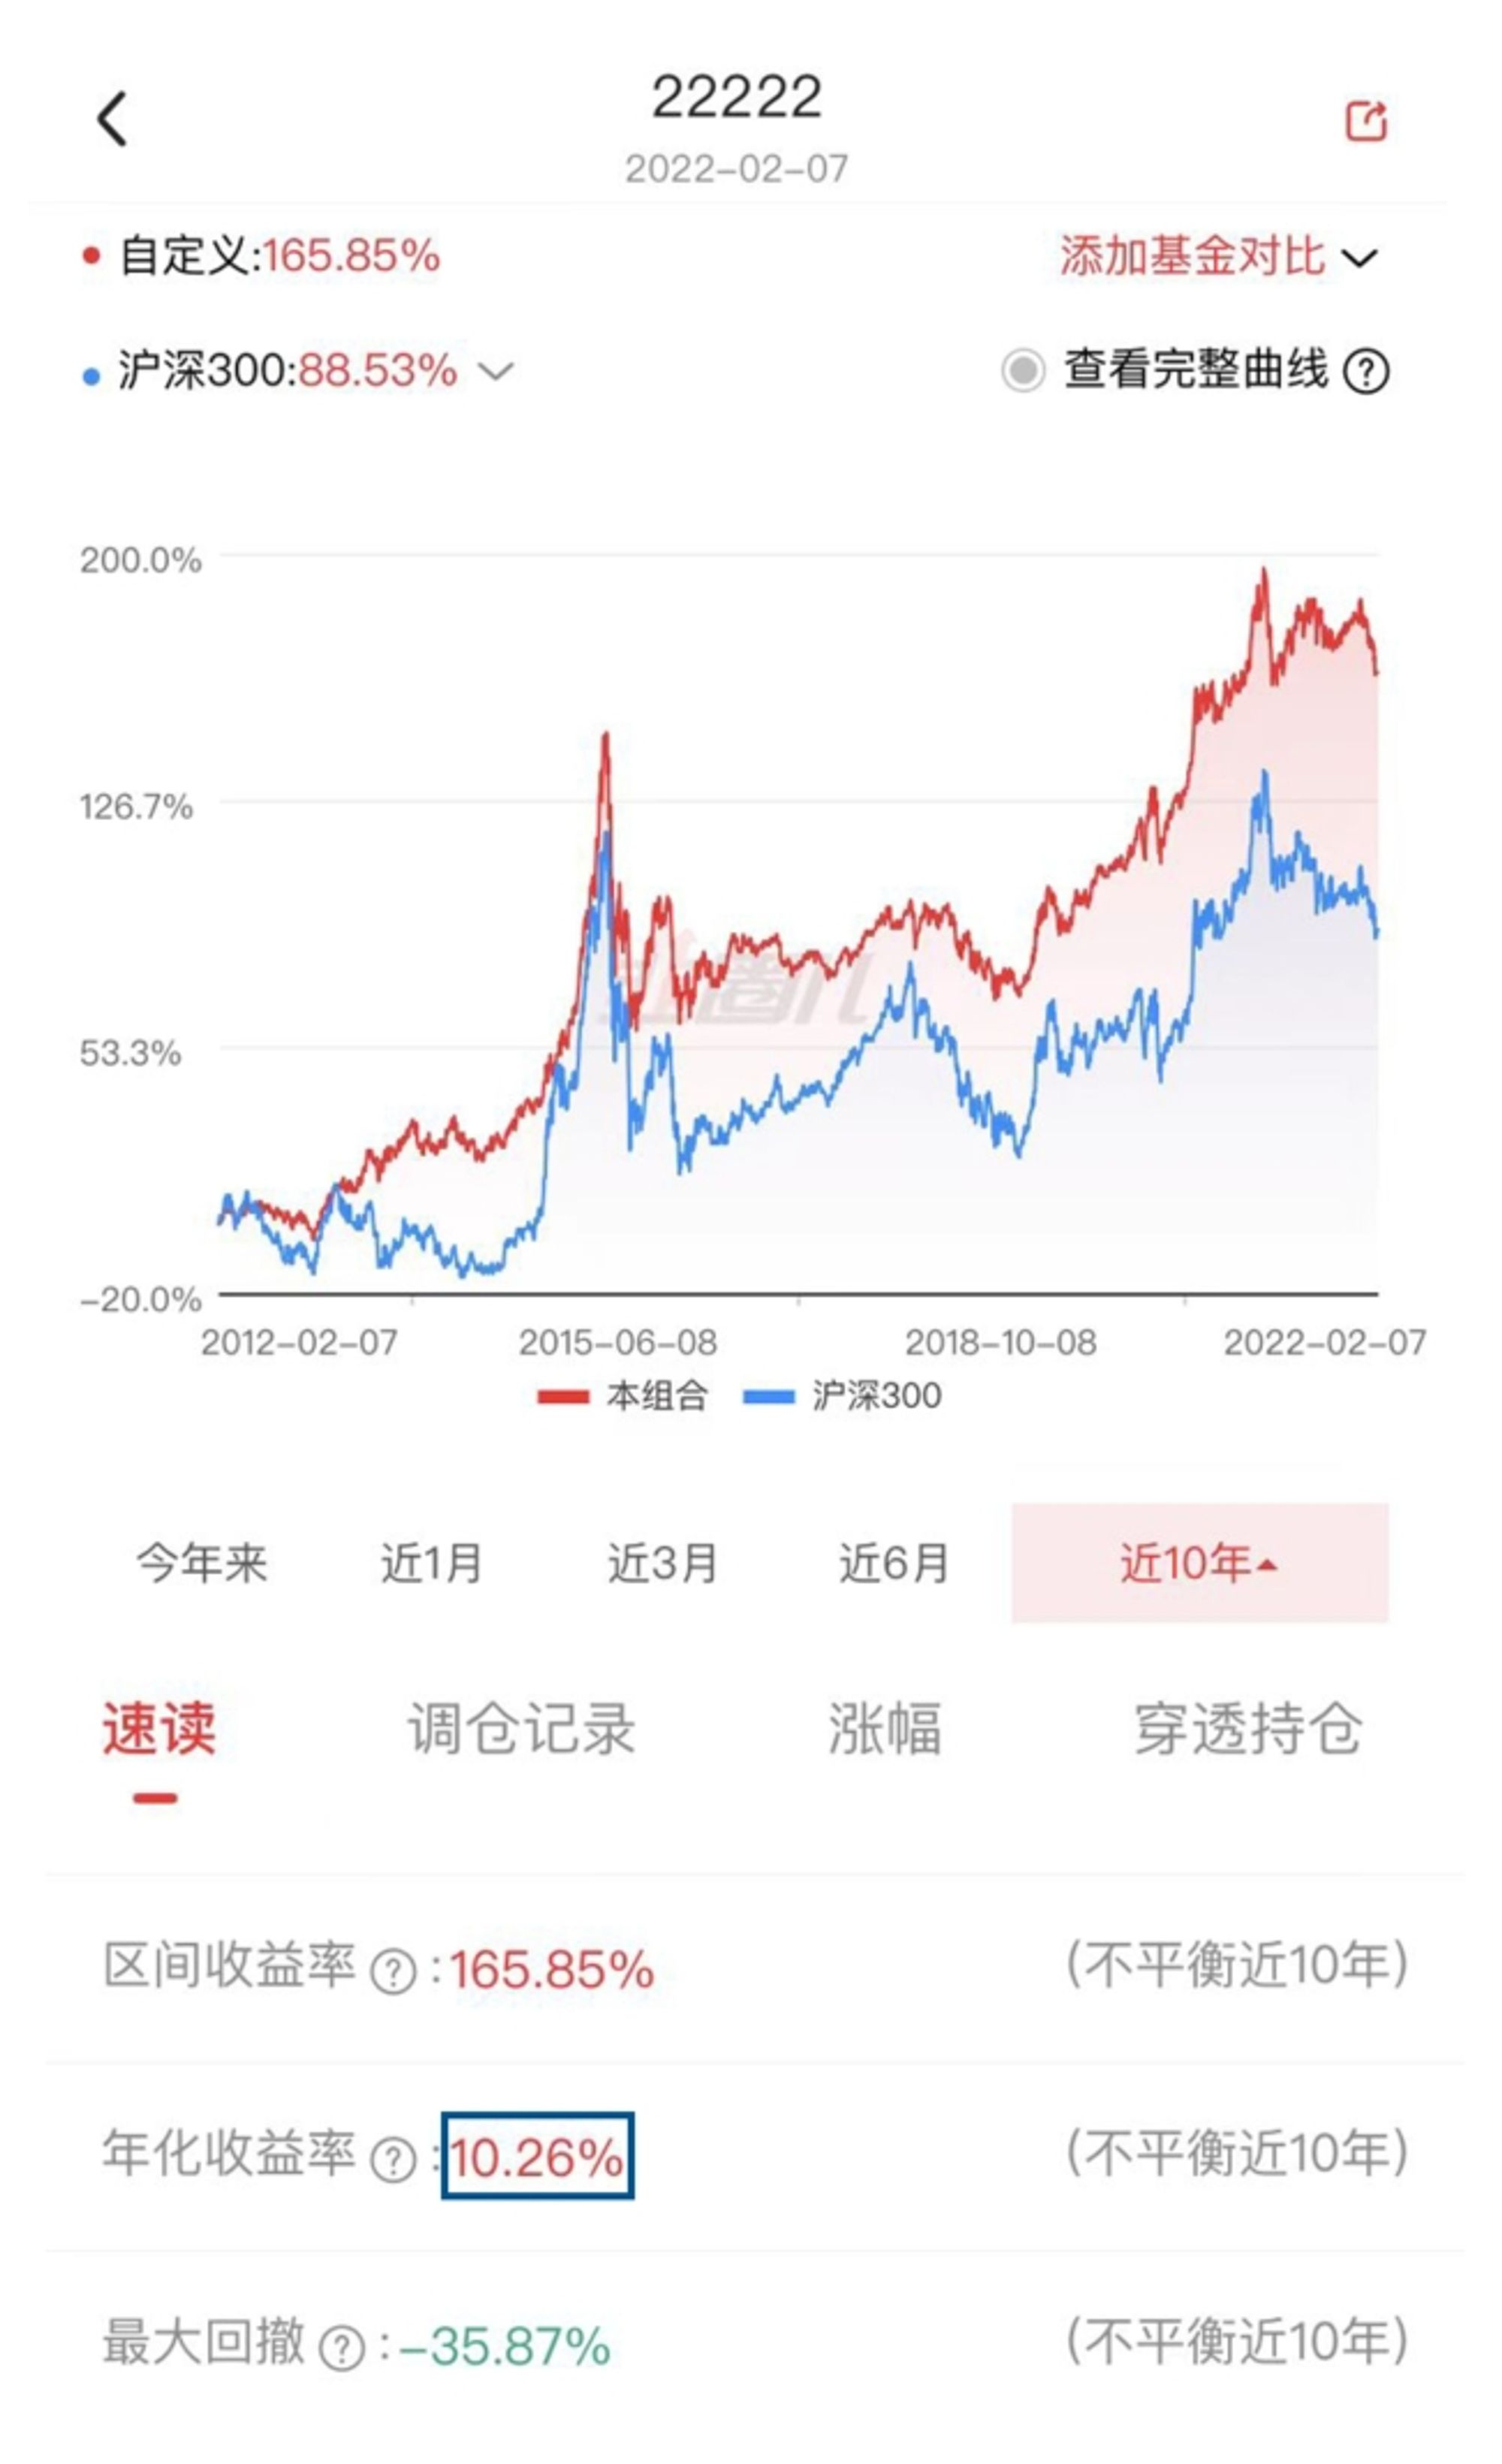 22222
2022-02-07
自定义:165.85%
添加基金对比
沪深300:88.53%
查看完整曲线 ?
200.0%
126.7%
53.3%
-20.0%
2012-02-07 2015-06-08 2018-10-08 2022-02-07
本组合 沪深300
今年来 近1月 近3月 近6月 近10年
速读 调仓记录 涨幅 穿透持仓
区间收益率 ? :165.85% (不平衡近10年)
年化收益率 ? :10.26% (不平衡近10年)
最大回撤 ? :-35.87% (不平衡近10年)